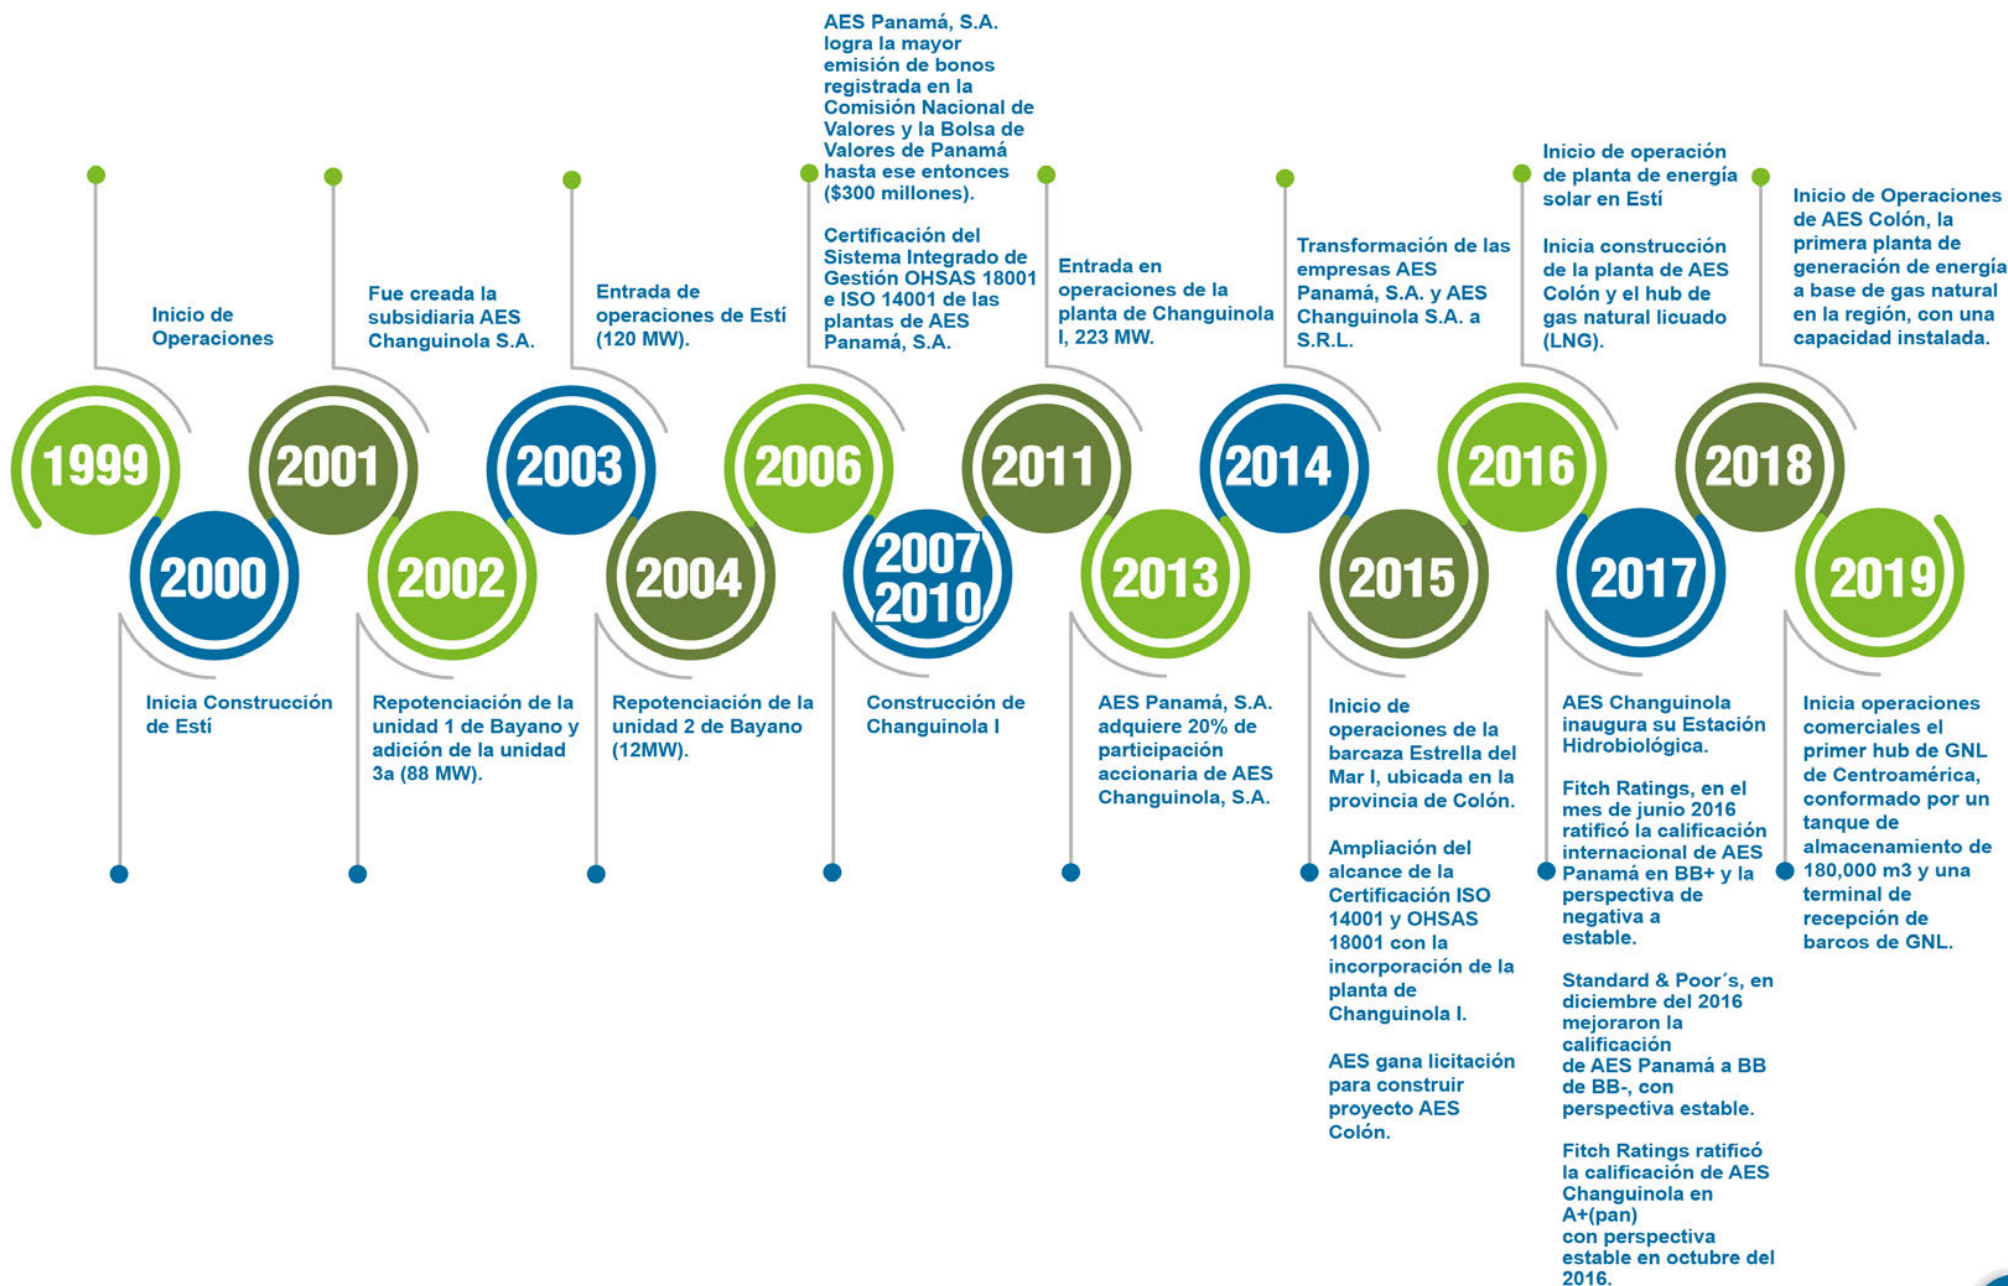 1999
Inicio de
Operaciones
2000
Inicia Construcción
de Estí
2001
Fue creada la
subsidiaria AES
Changuinola S.A.
2002
Repotenciación de la
unidad 1 de Bayano y
adición de la unidad
3a (88 MW).
2003
Entrada de
operaciones de Estí
(120 MW).
2004
Repotenciación de la
unidad 2 de Bayano
(12MW).
2006
AES Panamá, S.A.
logra la mayor
emisión de bonos
registrada en la
Comisión Nacional de
Valores y la Bolsa de
Valores de Panamá
hasta ese entonces
($300 millones).
Certificación del
Sistema Integrado de
Gestión OHSAS 18001
e ISO 14001 de las
plantas de AES
Panamá, S.A.
2007
2010
Construcción de
Changuinola I
2011
Entrada en
operaciones de la
planta de Changuinola
I, 223 MW.
2013
AES Panamá, S.A.
adquiere 20% de
participación
accionaria de AES
Changuinola, S.A.
2014
Transformación de las
empresas AES
Panamá, S.A. y AES
Changuinola S.A. a
S.R.L.
2015
Inicio de
operaciones de la
barcaza Estrella del
Mar I, ubicada en la
provincia de Colón.
Ampliación del
alcance de la
Certificación ISO
14001 y OHSAS
18001 con la
incorporación de la
planta de
Changuinola I.
AES gana licitación
para construir
proyecto AES
Colón.
2016
Inicio de operación
de planta de energía
solar en Estí
Inicia construcción
de la planta de AES
Colón y el hub de
gas natural licuado
(LNG).
2017
AES Changuinola
inaugura su Estación
Hidrobiológica.
Fitch Ratings, en el
mes de junio 2016
ratificó la calificación
internacional de AES
Panamá en BB+ y la
perspectiva de
negativa a
estable.
Standard & Poor´s, en
diciembre del 2016
mejoraron la
calificación
de AES Panamá a BB
de BB-, con
perspectiva estable.
Fitch Ratings ratificó
la calificación de AES
Changuinola en
A+(pan)
con perspectiva
estable en octubre del
2016.
2018
Inicio de Operaciones
de AES Colón, la
primera planta de
generación de energía
a base de gas natural
en la región, con una
capacidad instalada.
2019
Inicia operaciones
comerciales el
primer hub de GNL
de Centroamérica,
conformado por un
tanque de
almacenamiento de
180,000 m3 y una
terminal de
recepción de
barcos de GNL.